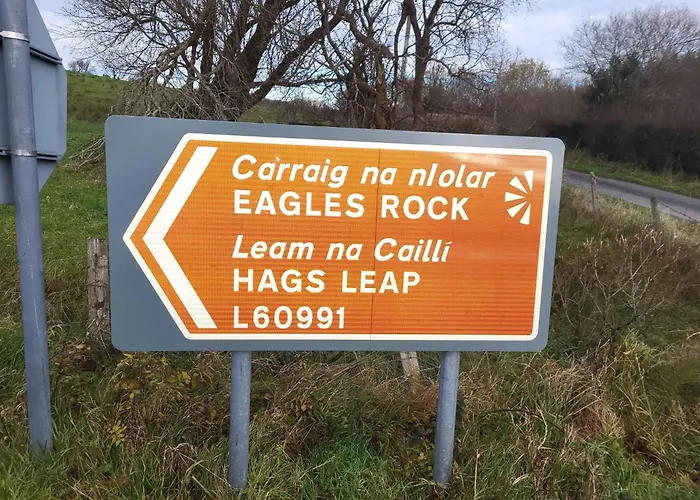 Carraig na nIolar
EAGLES ROCK
Leam na Caillí
HAGS LEAP
L60991